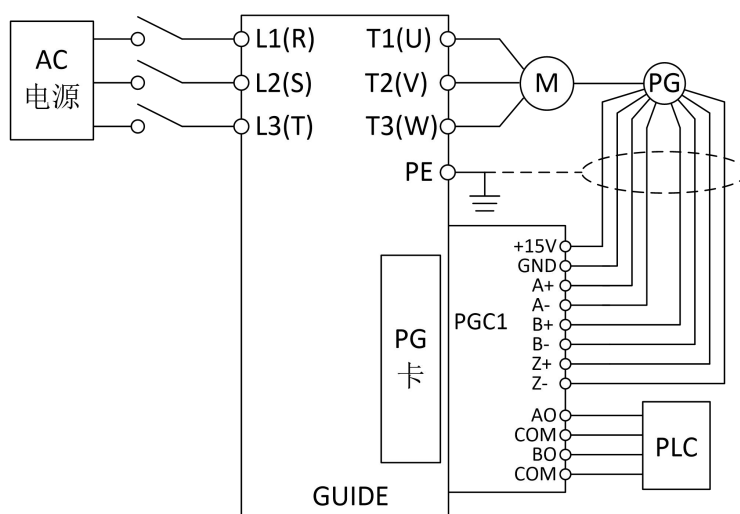 AC
电源
L1(R)
L2(S)
L3(T)
T1(U)
T2(V)
T3(W)
PE
M
PG
PG
卡
PGC1
+15V
GND
A+
A-
B+
B-
Z+
Z-
AO
COM
BO
COM
PLC
GUIDE